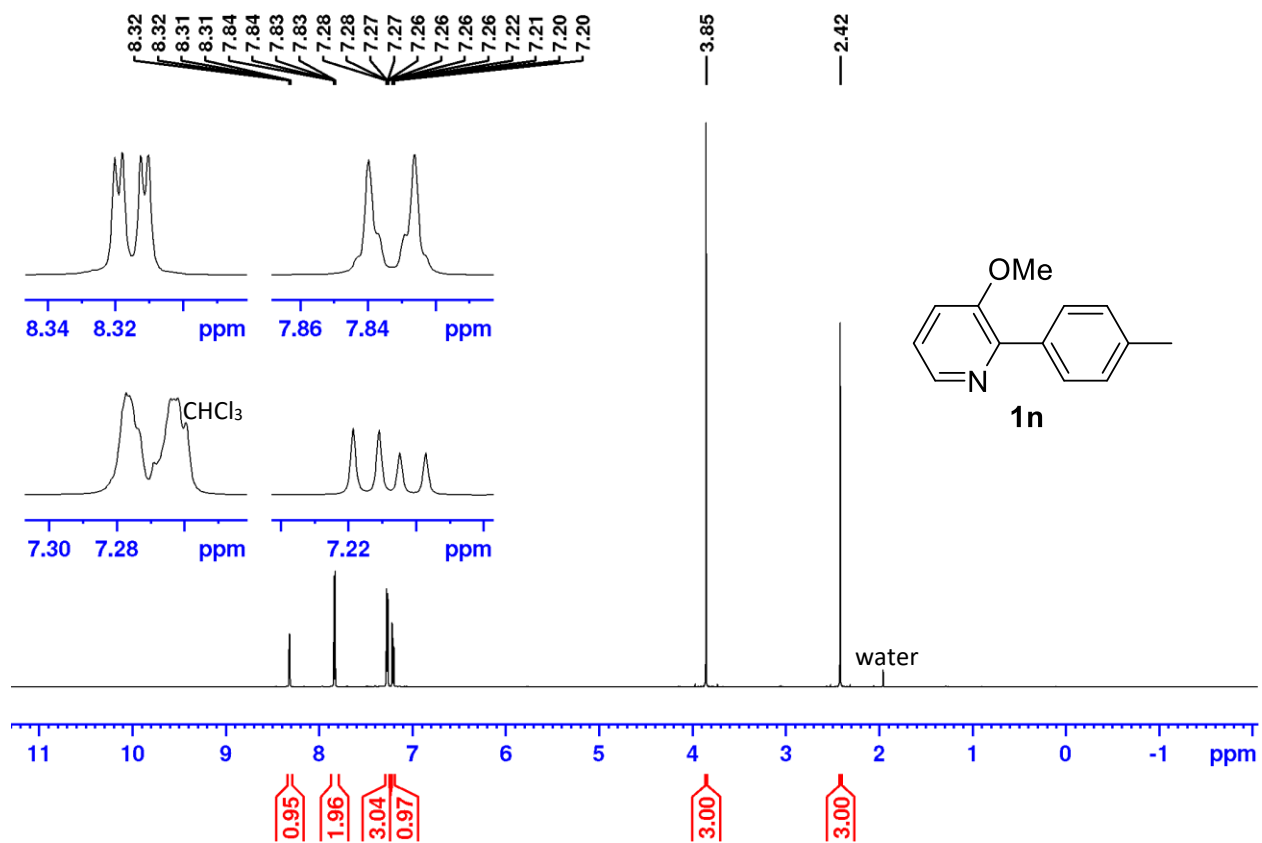 8.32 8.32 8.31 8.31 7.84 7.84 7.83 7.83 7.28 7.28 7.27 7.27 7.26 7.26 7.26 7.26 7.22 7.21 7.20 7.20
3.85
2.42
8.34 8.32 ppm
7.86 7.84 ppm
OMe
N
1n
CHCl₃
7.30 7.28 ppm
7.22 ppm
water
11 10 9 8 7 6 5 4 3 2 1 0 -1 ppm
0.95 1.96 3.04 0.97 3.00 3.00